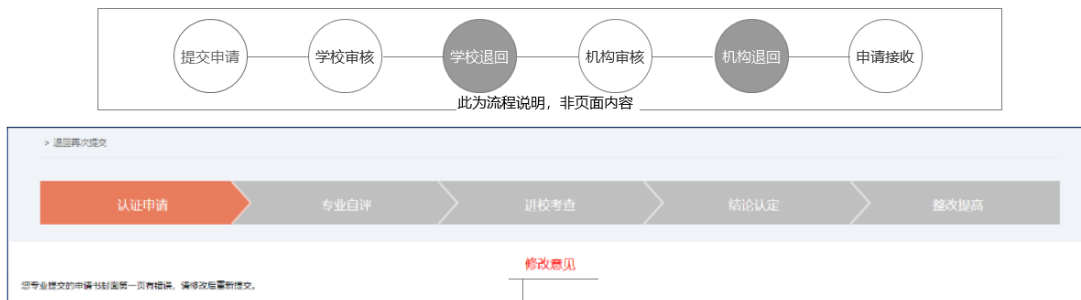 提交申请 学校审核 学校退回 机构审核 机构退回 申请接收
此为流程说明，非页面内容
> 退回再次提交
认证申请 专业自评 进校考查 结论认定 整改提高
修改意见
您专业提交的申请书封面第一页有错误，请修改后重新提交。